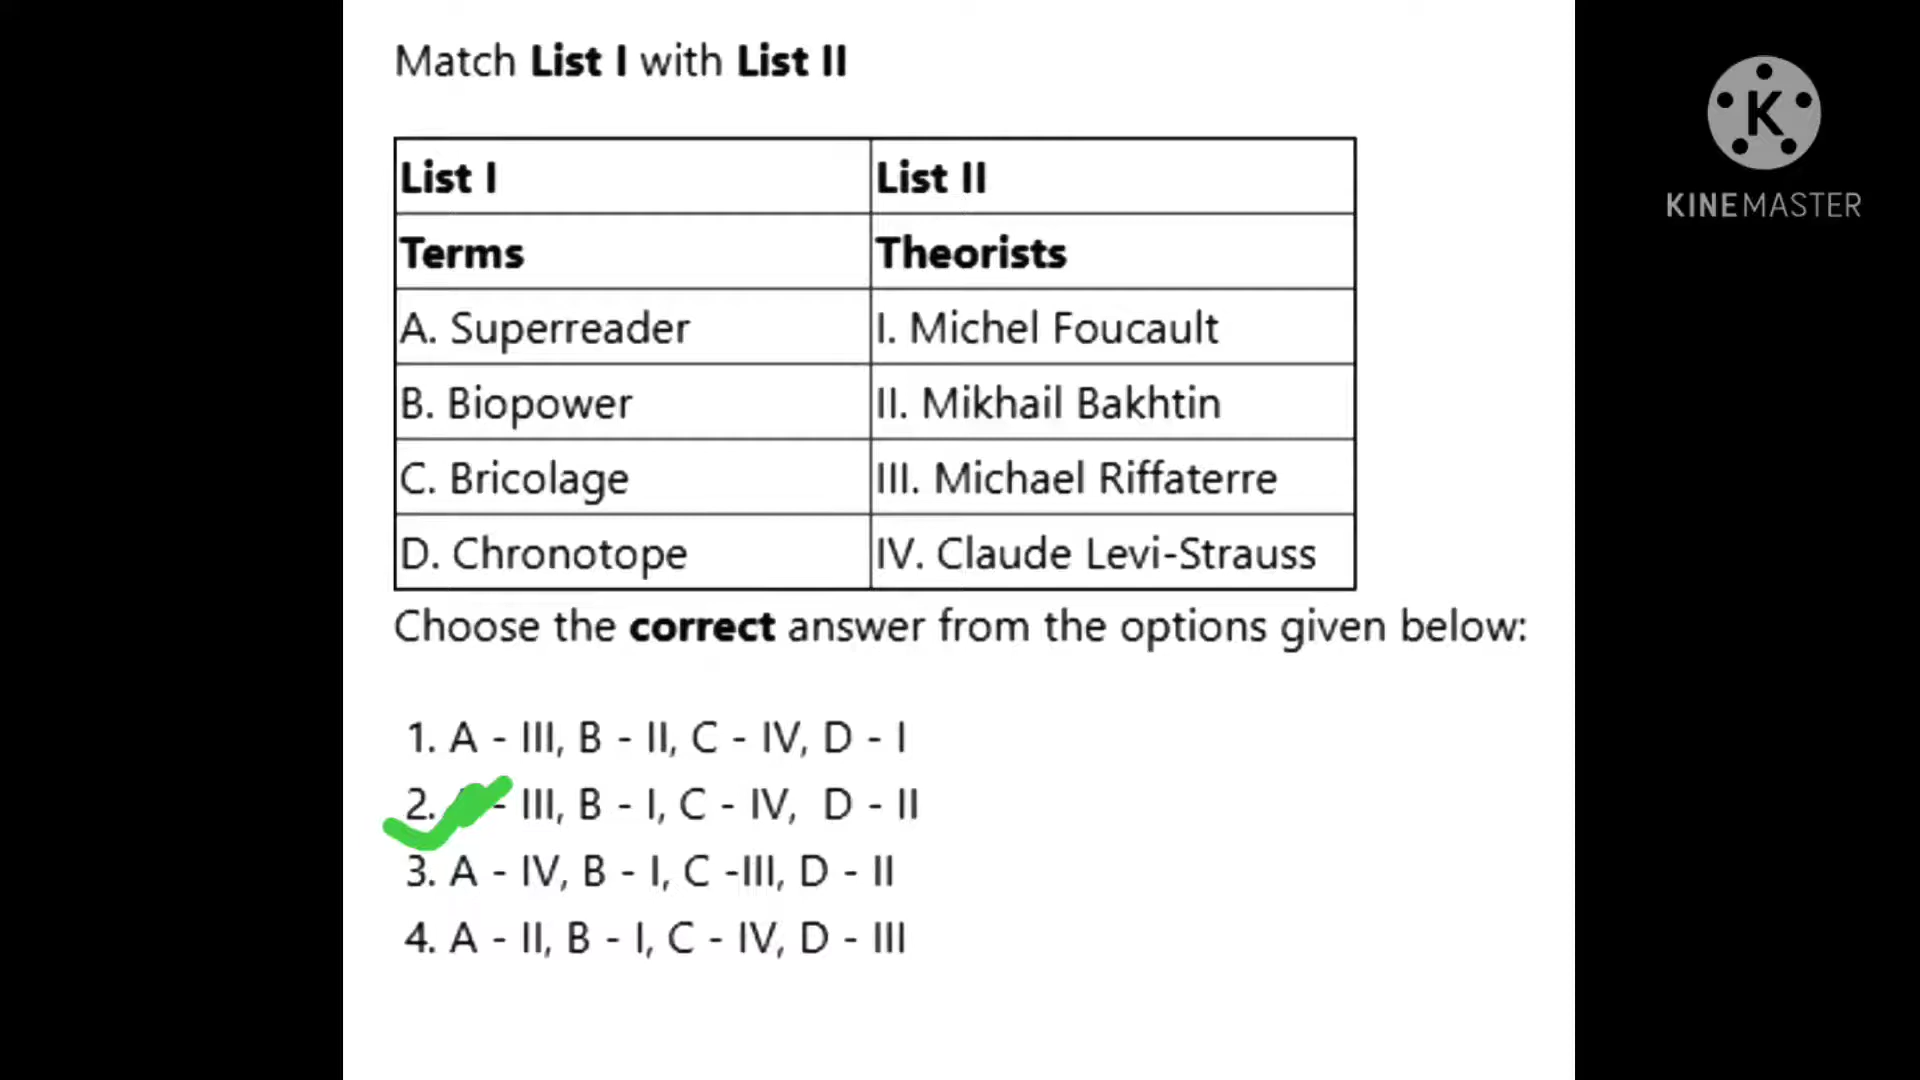 Match List I with List II
KINEMASTER
List I List II
Terms Theorists
A. Superreader I. Michel Foucault
B. Biopower II. Mikhail Bakhtin
C. Bricolage III. Michael Riffaterre
D. Chronotope IV. Claude Levi-Strauss
Choose the correct answer from the options given below:
1. A - III, B - II, C - IV, D - I
2. - III, B - I, C - IV, D - II
3. A - IV, B - I, C -III, D - II
4. A - II, B - I, C - IV, D - III